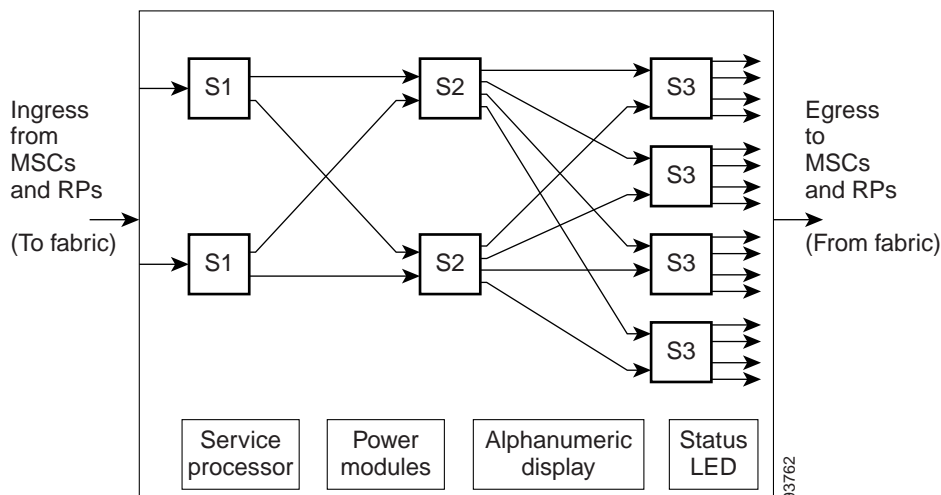 Ingress
from
MSCs
and RPs
(To fabric)
S1
S1
S2
S2
S3
S3
S3
S3
Egress
to
MSCs
and RPs
(From fabric)
Service
processor
Power
modules
Alphanumeric
display
Status
LED
93762